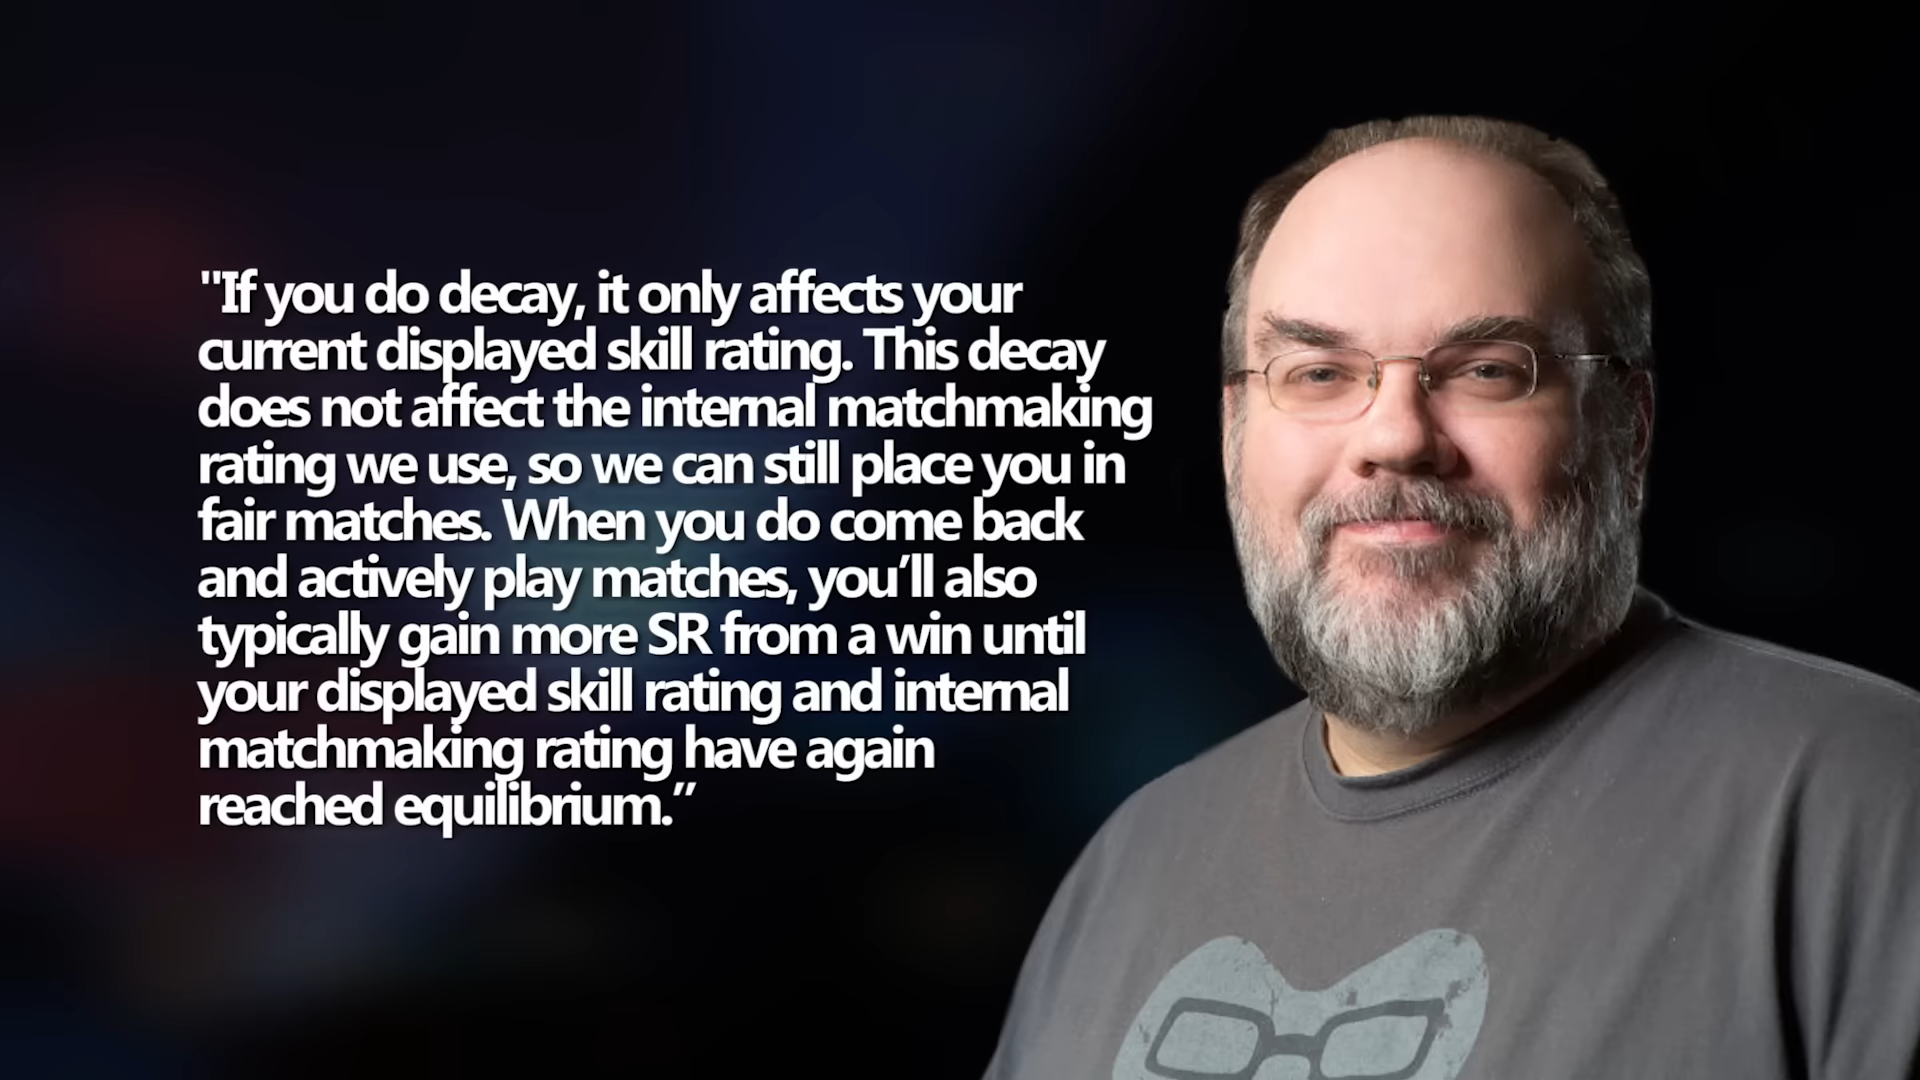 "If you do decay, it only affects your
current displayed skill rating. This decay
does not affect the internal matchmaking
rating we use, so we can still place you in
fair matches. When you do come back
and actively play matches, you’ll also
typically gain more SR from a win until
your displayed skill rating and internal
matchmaking rating have again
reached equilibrium.”